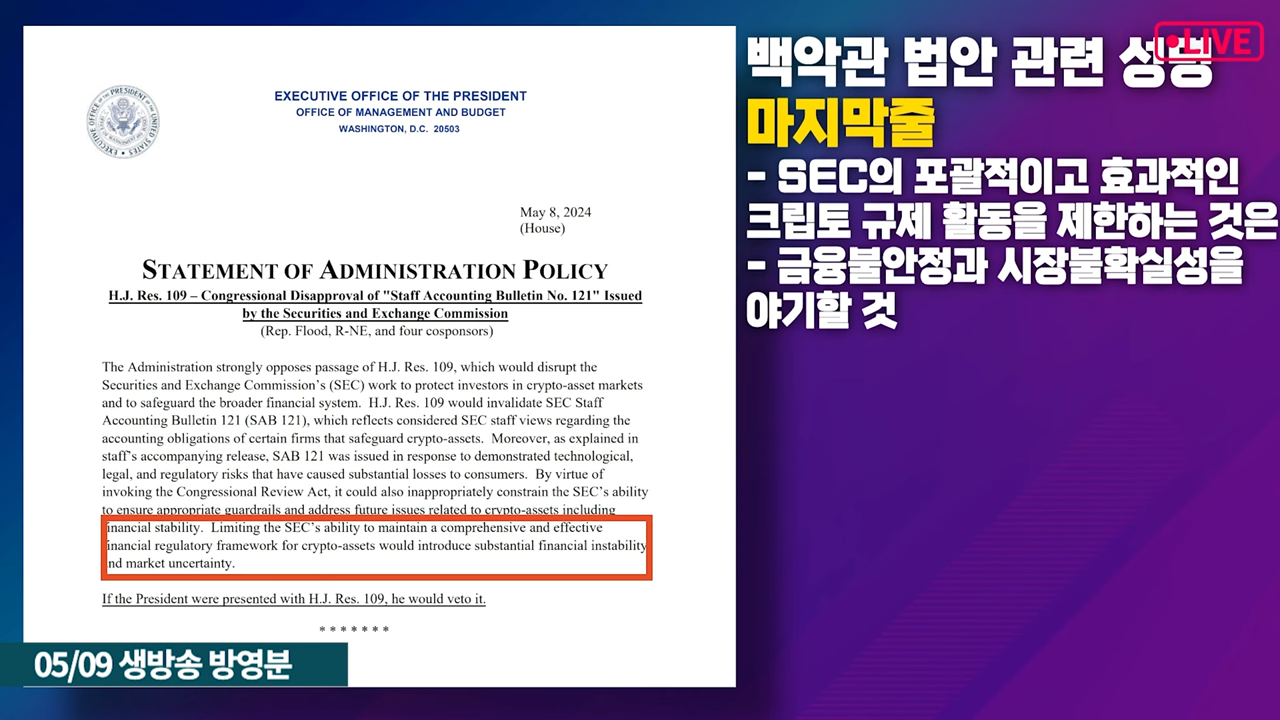 EXECUTIVE OFFICE OF THE PRESIDENT
OFFICE OF MANAGEMENT AND BUDGET
WASHINGTON, D.C. 20503
May 8, 2024
(House)
STATEMENT OF ADMINISTRATION POLICY
H.J. Res. 109 – Congressional Disapproval of "Staff Accounting Bulletin No. 121" Issued
by the Securities and Exchange Commission
(Rep. Flood, R-NE, and four cosponsors)
The Administration strongly opposes passage of H.J. Res. 109, which would disrupt the
Securities and Exchange Commission's (SEC) work to protect investors in crypto-asset markets
and to safeguard the broader financial system. H.J. Res. 109 would invalidate SEC Staff
Accounting Bulletin 121 (SAB 121), which reflects considered SEC staff views regarding the
accounting obligations of certain firms that safeguard crypto-assets. Moreover, as explained in
staff's accompanying release, SAB 121 was issued in response to demonstrated technological,
legal, and regulatory risks that have caused substantial losses to consumers. By virtue of
invoking the Congressional Review Act, it could also inappropriately constrain the SEC's ability
to ensure appropriate guardrails and address future issues related to crypto-assets including
financial stability. Limiting the SEC's ability to maintain a comprehensive and effective
financial regulatory framework for crypto-assets would introduce substantial financial instability
and market uncertainty.
If the President were presented with H.J. Res. 109, he would veto it.
* * * * * * *
05/09 생방송 방영분
LIVE
백악관 법안 관련 성명
마지막줄
- SEC의 포괄적이고 효과적인
크립토 규제 활동을 제한하는 것은
- 금융불안정과 시장불확실성을
야기할 것